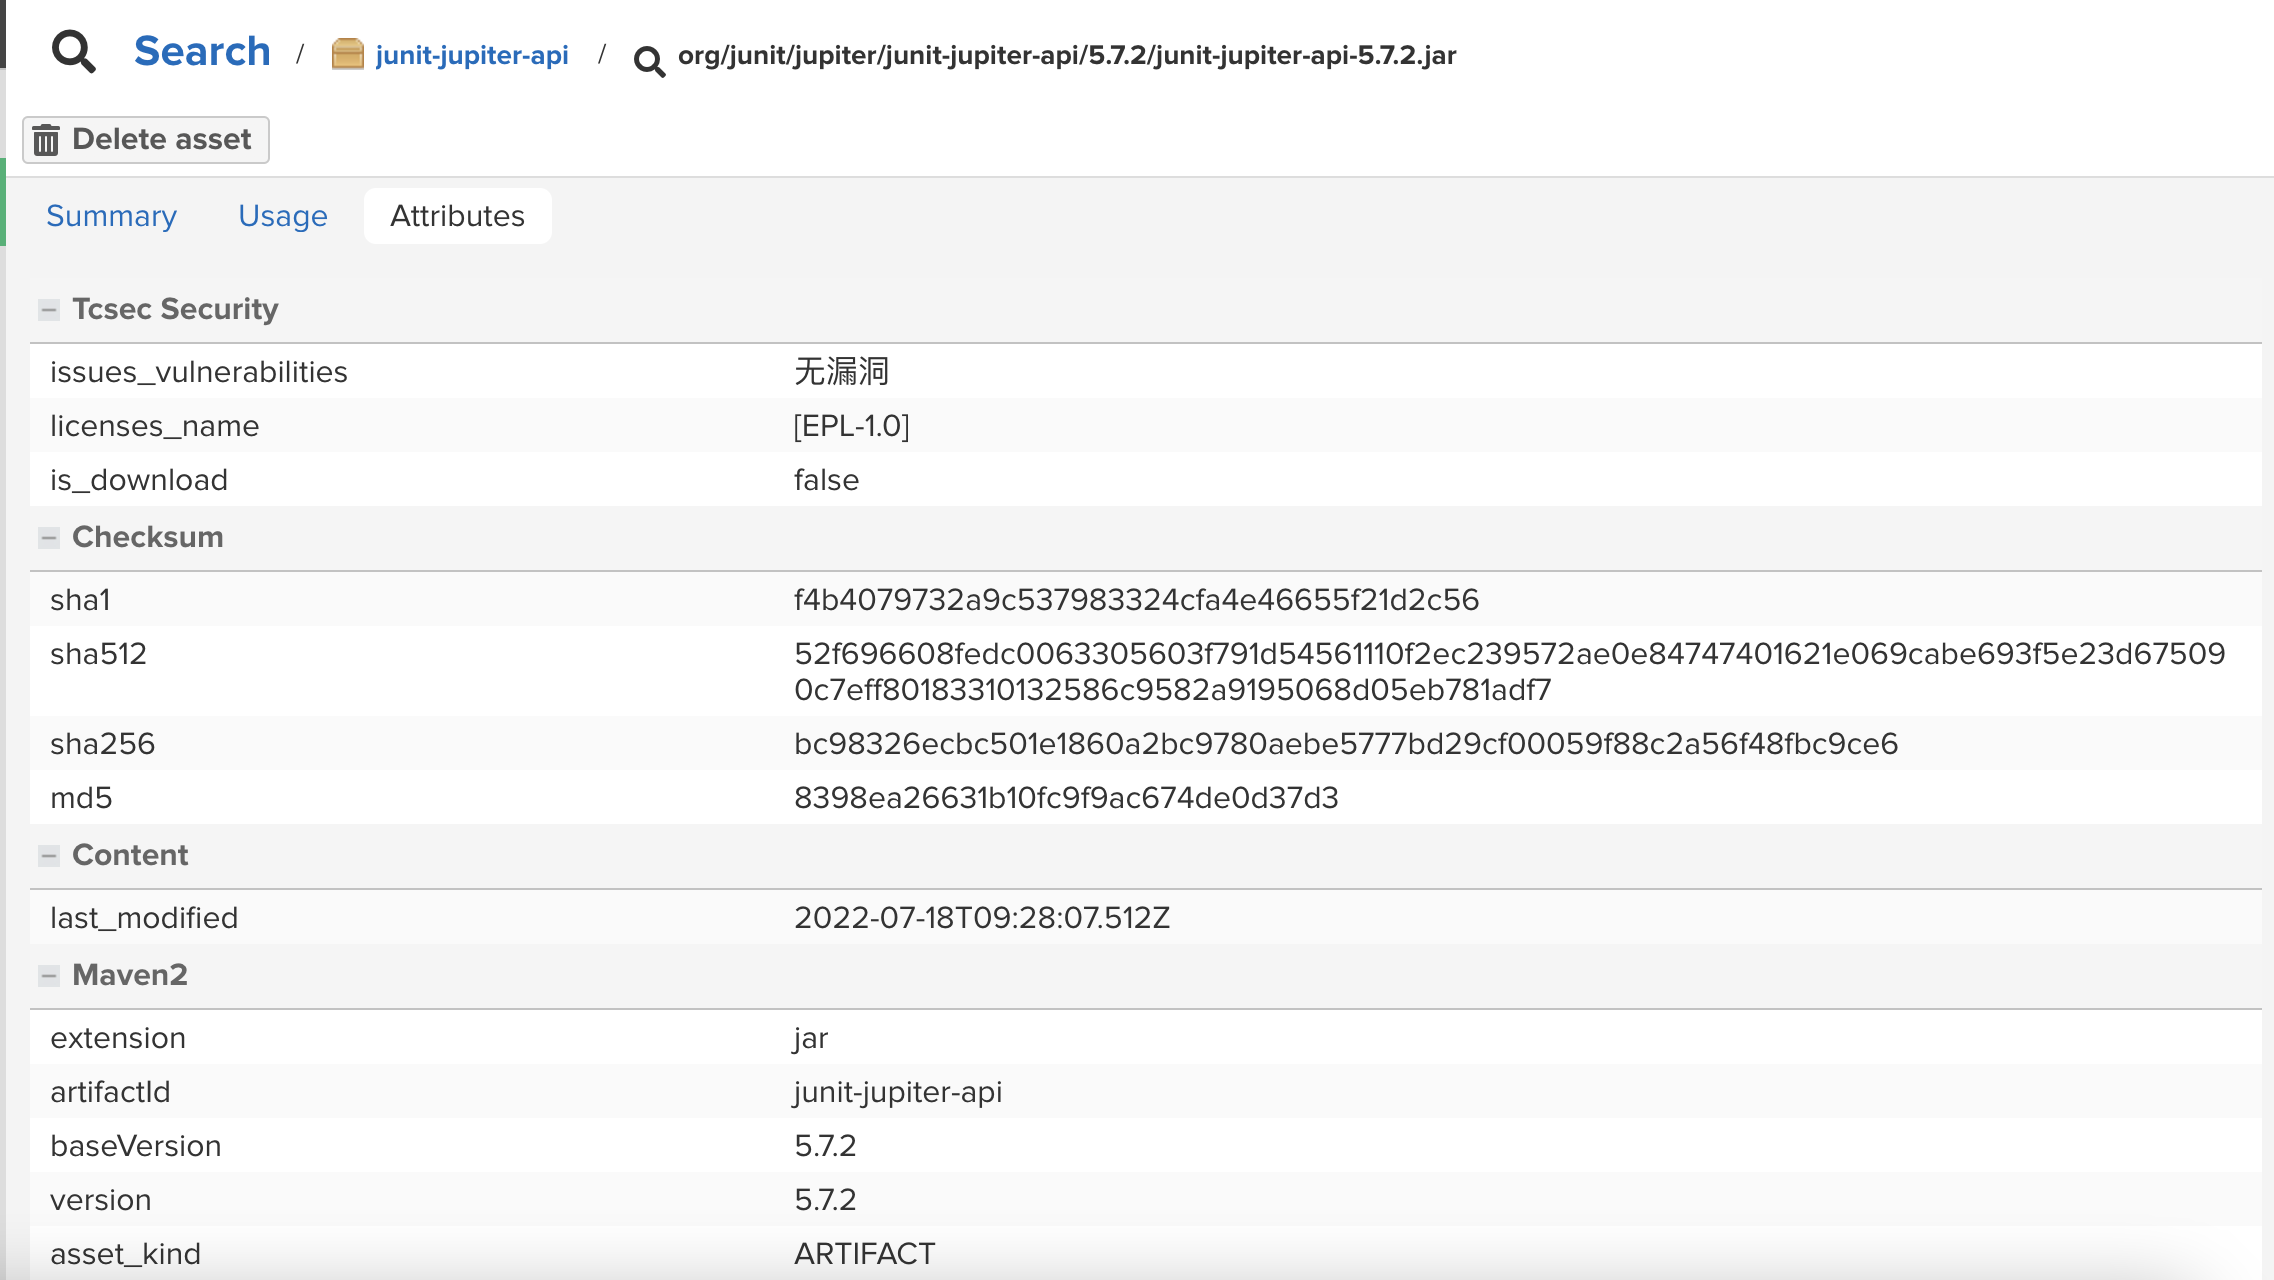 Search / junit-jupiter-api / org/junit/jupiter/junit-jupiter-api/5.7.2/junit-jupiter-api-5.7.2.jar
Delete asset
Summary Usage Attributes
Tcsec Security
issues_vulnerabilities 无漏洞
licenses_name [EPL-1.0]
is_download false
Checksum
sha1 f4b4079732a9c537983324cfa4e46655f21d2c56
sha512 52f696608fedc0063305603f791d54561110f2ec239572ae0e84747401621e069cabe693f5e23d675090
0c7eff80183310132586c9582a9195068d05eb781adf7
sha256 bc98326ecbc501e1860a2bc9780aebe5777bd29cf00059f88c2a56f48fbc9ce6
md5 8398ea26631b10fc9f9ac674de0d37d3
Content
last_modified 2022-07-18T09:28:07.512Z
Maven2
extension jar
artifactId junit-jupiter-api
baseVersion 5.7.2
version 5.7.2
asset_kind ARTIFACT